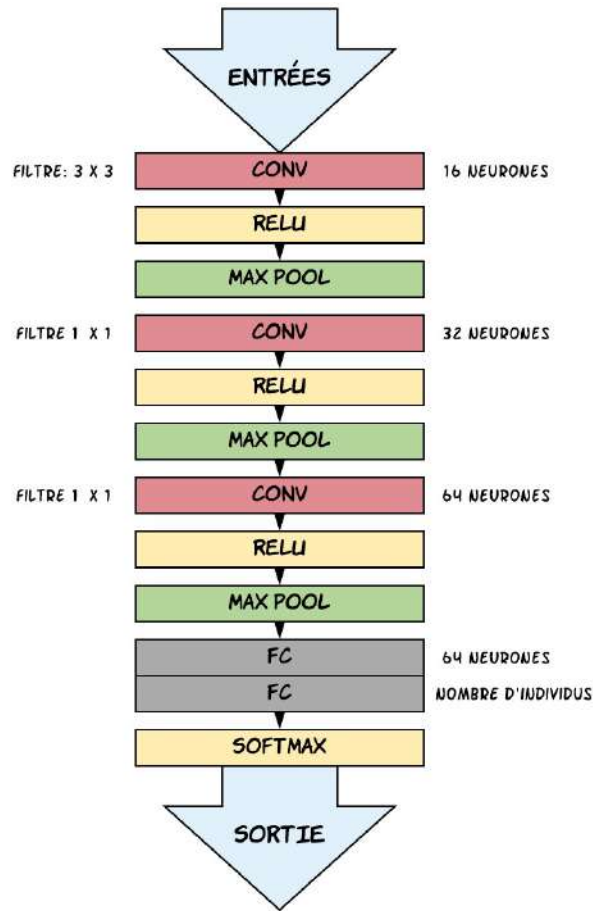 ENTRÉES
FILTRE: 3 X 3 CONV 16 NEURONES
RELU
MAX POOL
FILTRE 1 X 1 CONV 32 NEURONES
RELU
MAX POOL
FILTRE 1 X 1 CONV 64 NEURONES
RELU
MAX POOL
FC 64 NEURONES
FC NOMBRE D'INDIVIDUS
SOFTMAX
SORTIE